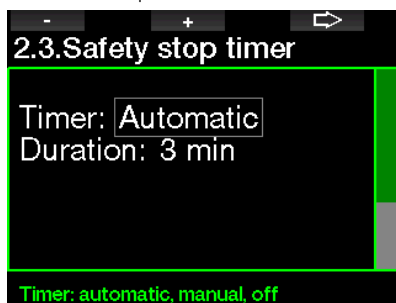 - +
2.3.Safety stop timer
Timer: Automatic
Duration: 3 min
Timer: automatic, manual, off